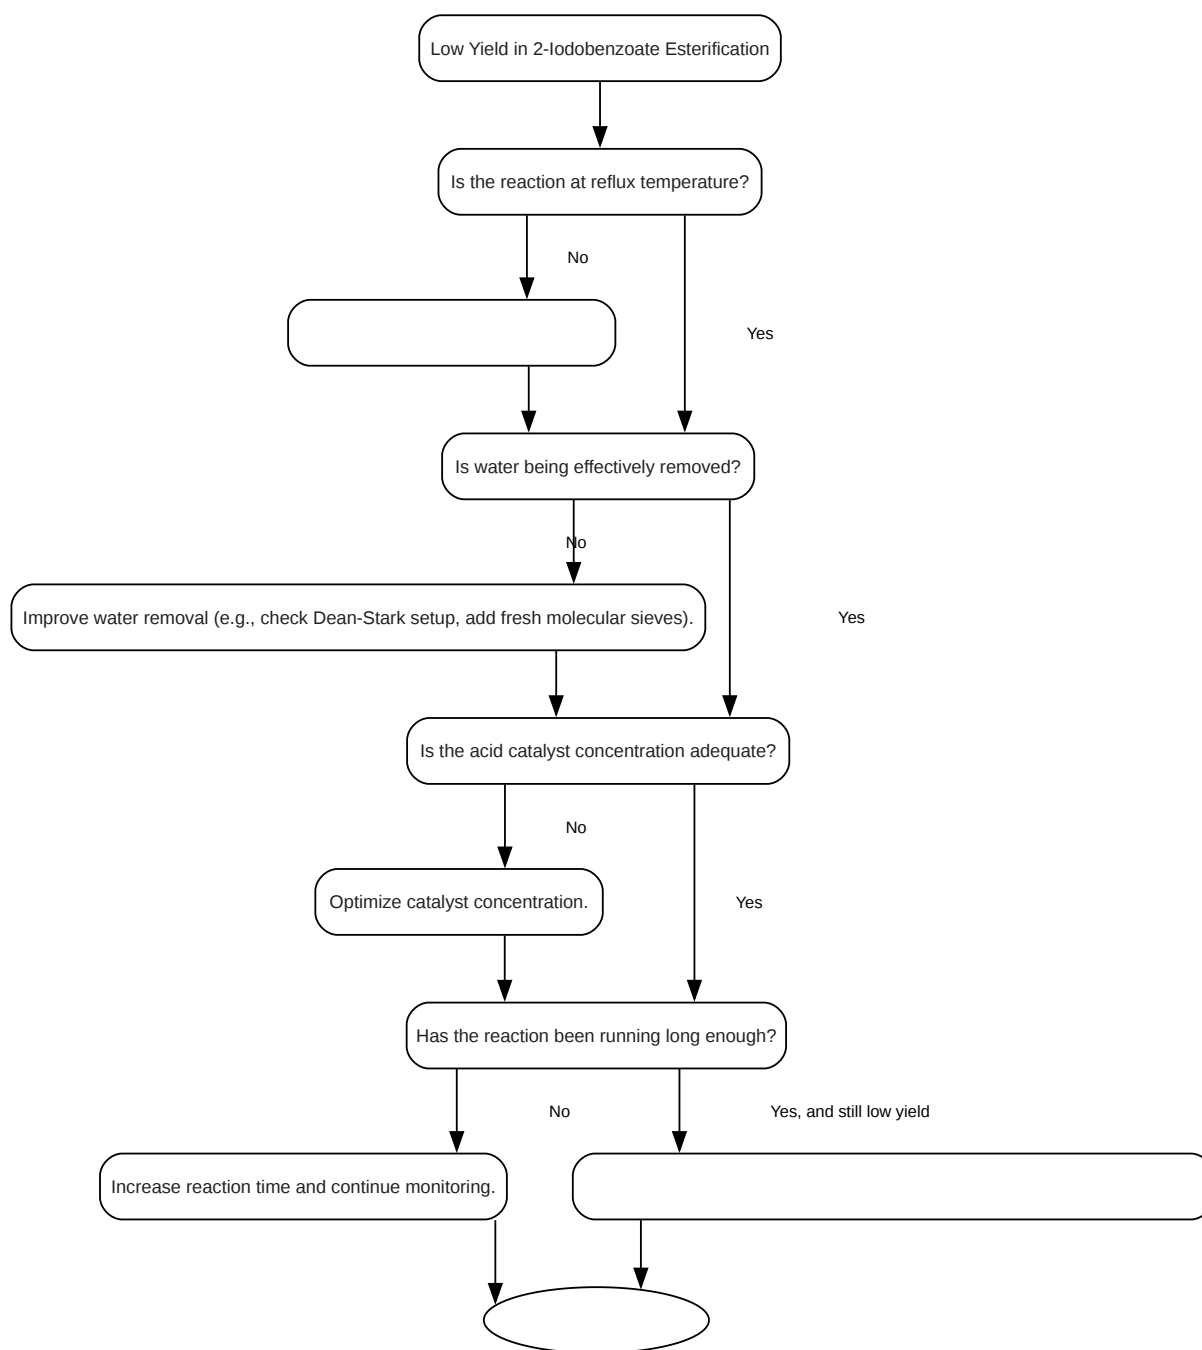 Low Yield in 2-Iodobenzoate Esterification
Is the reaction at reflux temperature?
No
Yes
Is water being effectively removed?
No
Improve water removal (e.g., check Dean-Stark setup, add fresh molecular sieves).
Yes
Is the acid catalyst concentration adequate?
No
Optimize catalyst concentration.
Yes
Has the reaction been running long enough?
No
Yes, and still low yield
Increase reaction time and continue monitoring.